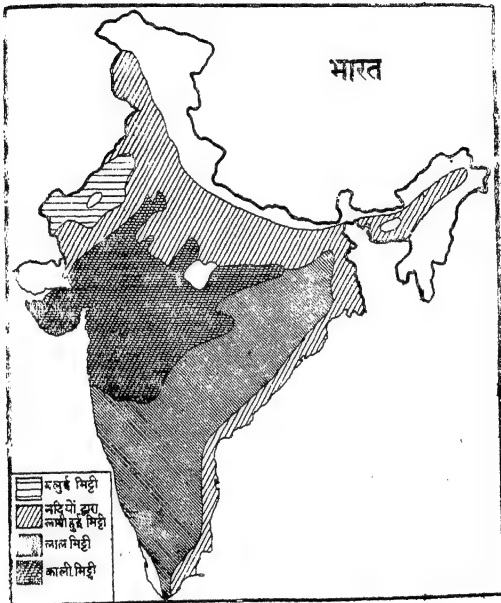 भारत
बलुई मिट्टी
नदियों द्वारा
लायी हुई मिट्टी
लाल मिट्टी
काली मिट्टी